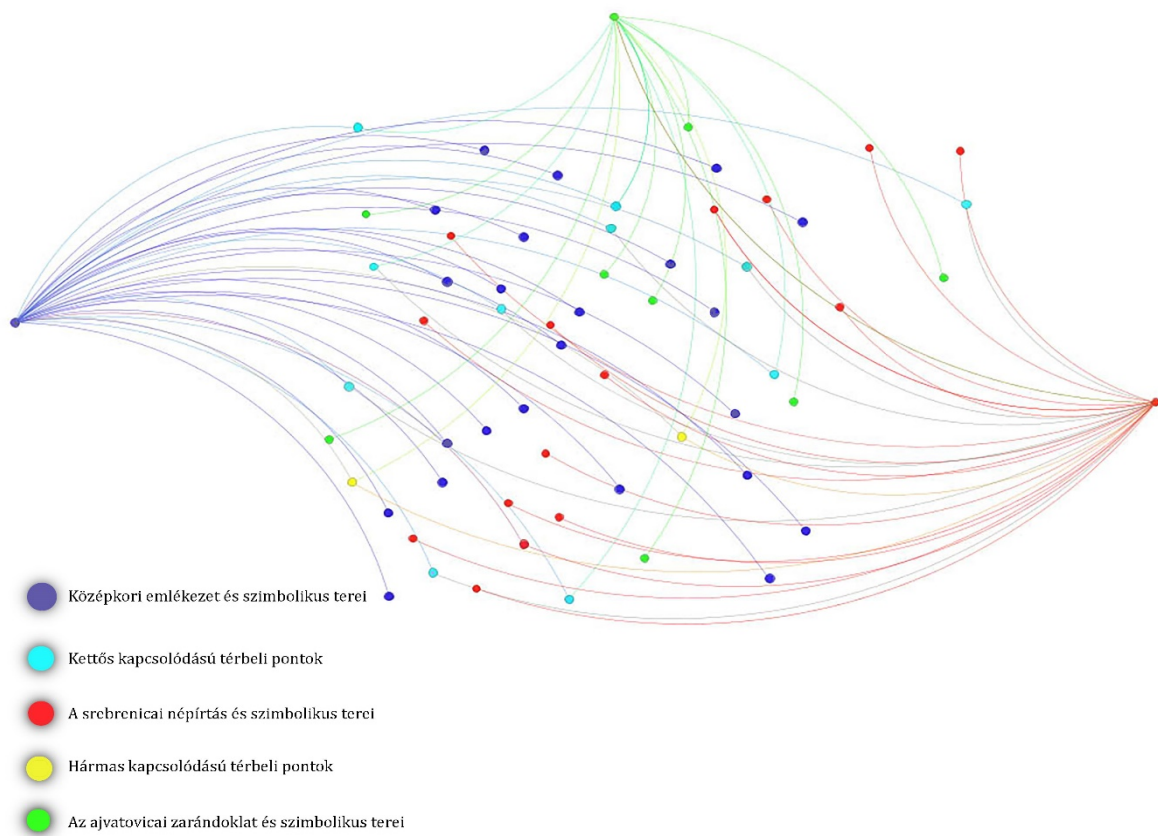 Középkori emlékezet és szimbolikus terei
Kettős kapcsolódású térbeli pontok
A srebrenicai népírtás és szimbolikus terei
Hármas kapcsolódású térbeli pontok
Az ajvatovicai zarándoklat és szimbolikus terei